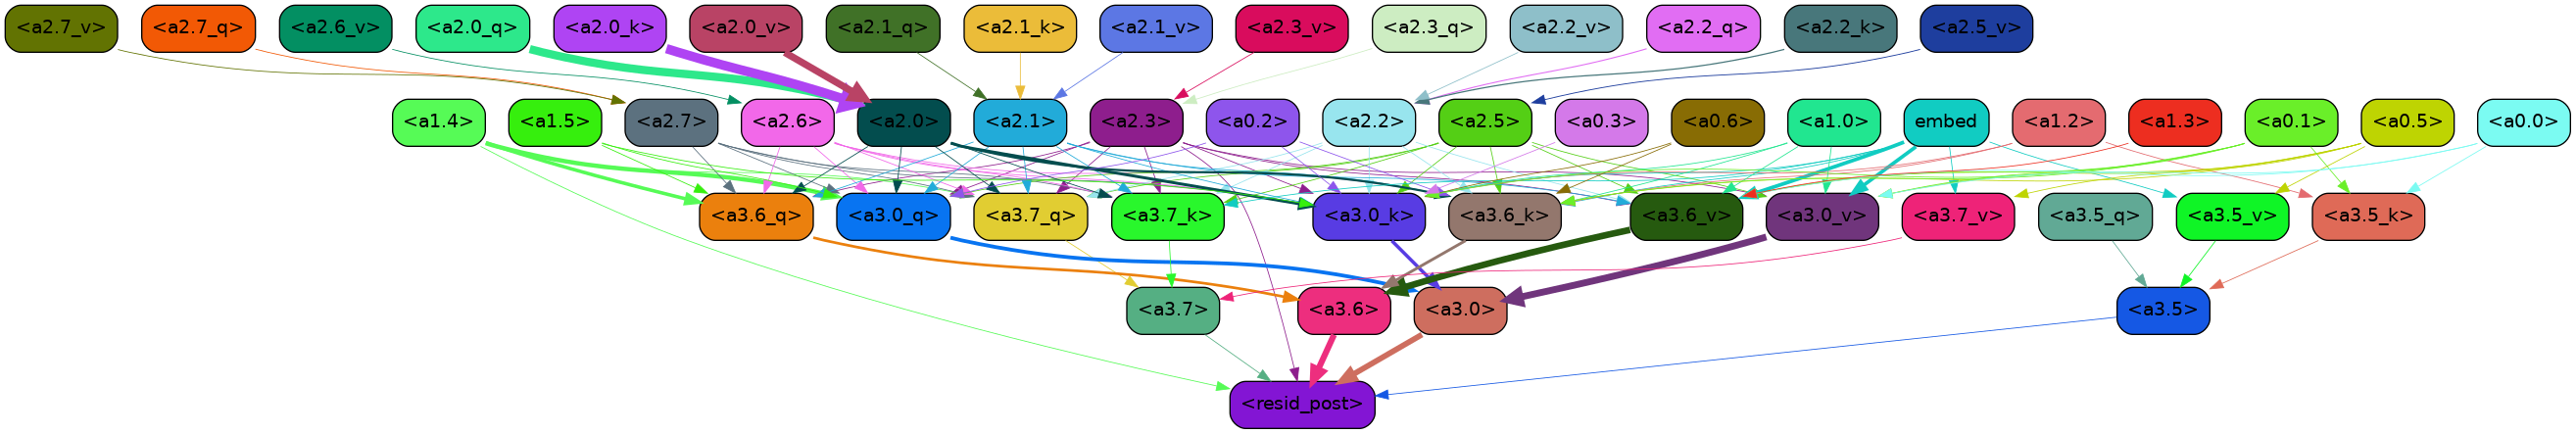 <a2.7_v> <a2.7_q> <a2.6_v> <a2.0_q> <a2.0_k> <a2.0_v> <a2.1_q> <a2.1_k> <a2.1_v> <a2.3_v> <a2.3_q> <a2.2_v> <a2.2_q> <a2.2_k> <a2.5_v>
<a1.4> <a1.5> <a2.7> <a2.6> <a2.0> <a2.1> <a2.3> <a0.2> <a2.2> <a2.5> <a0.3> <a0.6> <a1.0> embed <a1.2> <a1.3> <a0.1> <a0.5> <a0.0>
<a3.6_q> <a3.0_q> <a3.7_q> <a3.7_k> <a3.0_k> <a3.6_k> <a3.6_v> <a3.0_v> <a3.7_v> <a3.5_q> <a3.5_v> <a3.5_k>
<a3.7> <a3.6> <a3.0> <a3.5>
<resid_post>